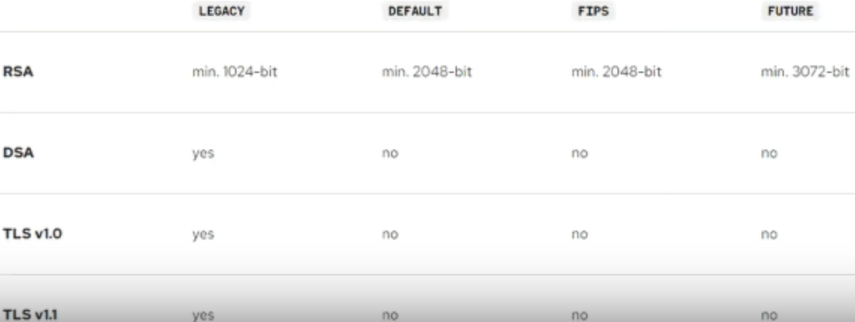 LEGACY DEFAULT FIPS FUTURE
RSA min. 1024-bit min. 2048-bit min. 2048-bit min. 3072-bit
DSA yes no no no
TLS v1.0 yes no no no
TLS v1.1 yes no no no